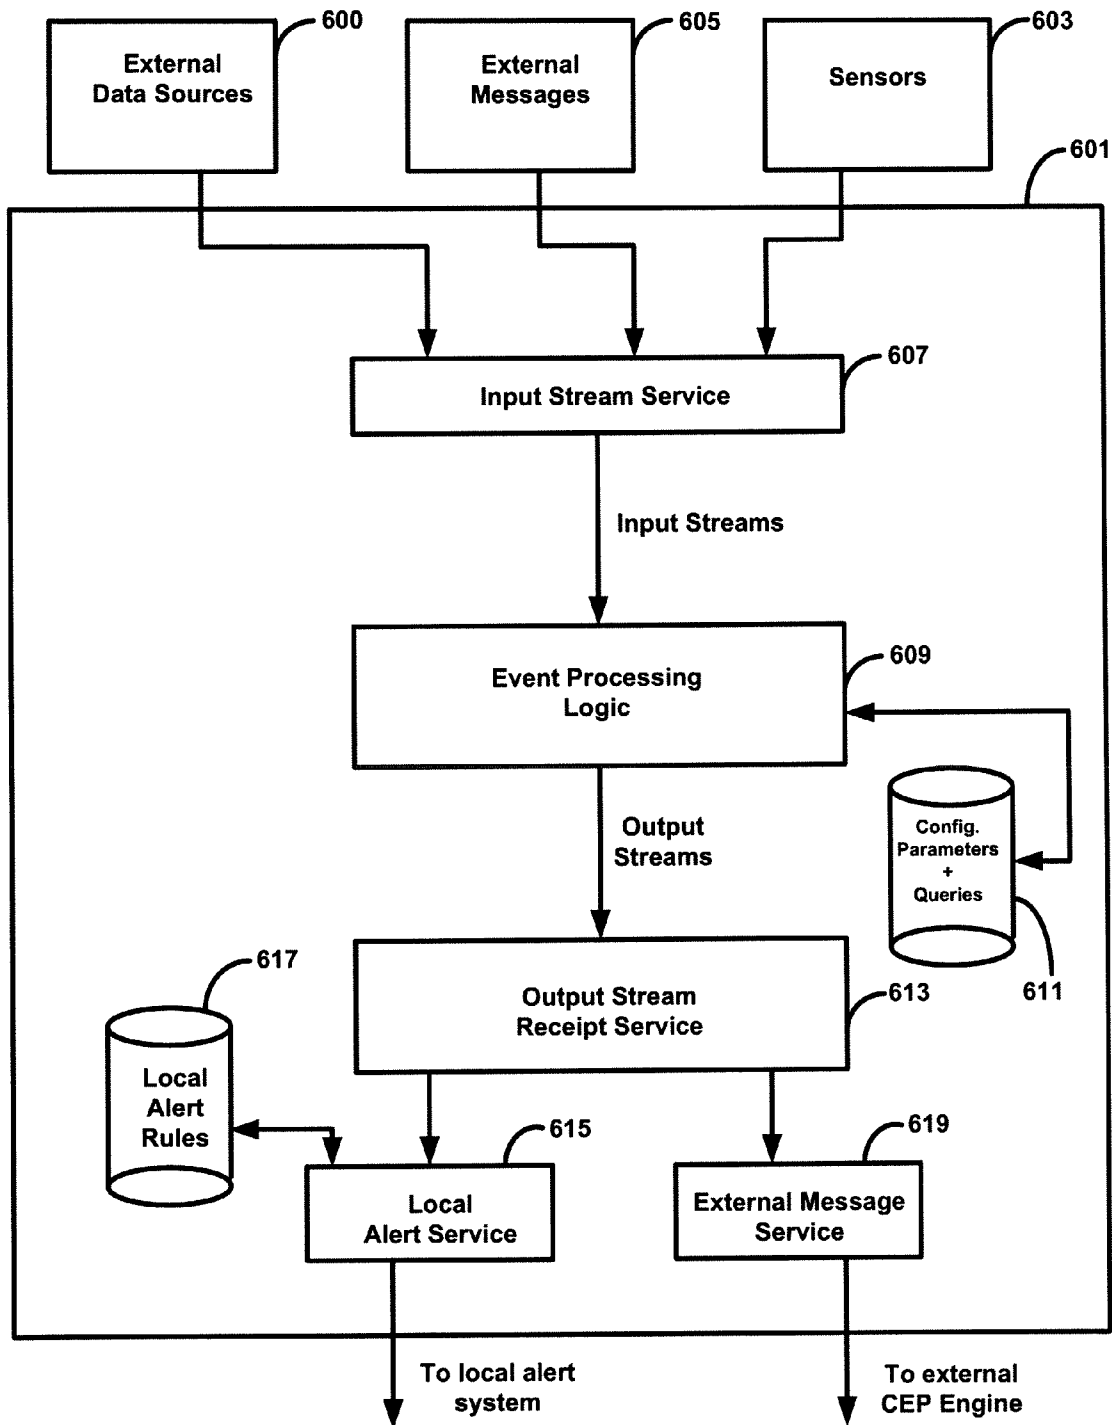 600
605
603
External
Data Sources
External
Messages
Sensors
601
607
Input Stream Service
Input Streams
609
Event Processing
Logic
Output
Streams
Config.
Parameters
+
Queries
611
617
613
Output Stream
Receipt Service
Local
Alert
Rules
615
619
Local
Alert Service
External Message
Service
To local alert
system
To external
CEP Engine